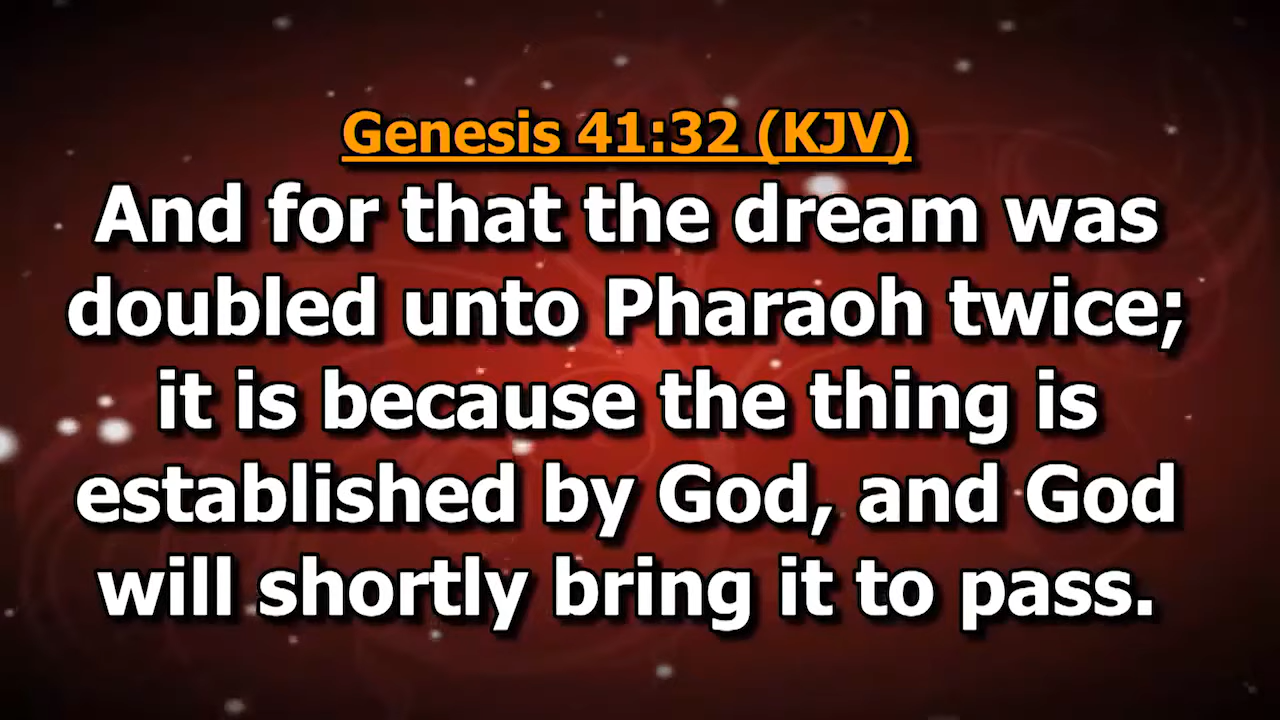 Genesis 41:32 (KJV)
And for that the dream was
doubled unto Pharaoh twice;
it is because the thing is
established by God, and God
will shortly bring it to pass.